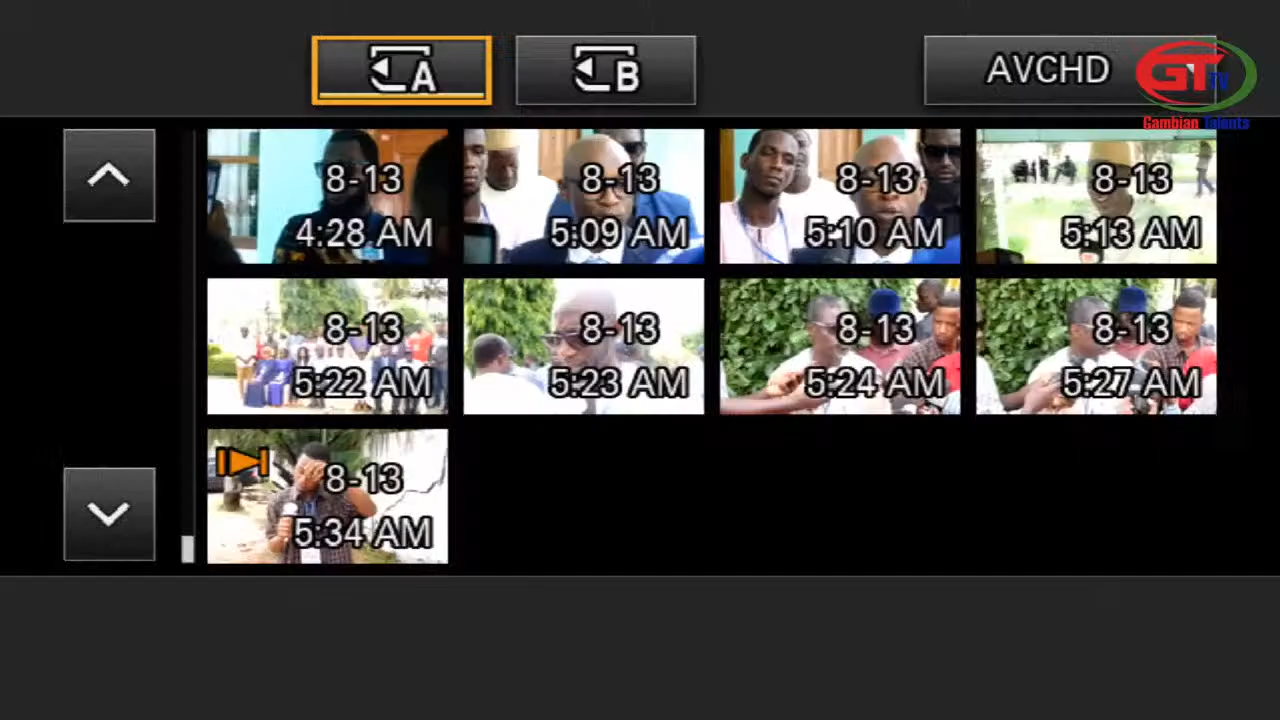 A
B
AVCHD
GT TV
Gambian Talents
8-13
4:28 AM
8-13
5:09 AM
8-13
5:10 AM
8-13
5:13 AM
8-13
5:22 AM
8-13
5:23 AM
8-13
5:24 AM
8-13
5:27 AM
8-13
5:34 AM